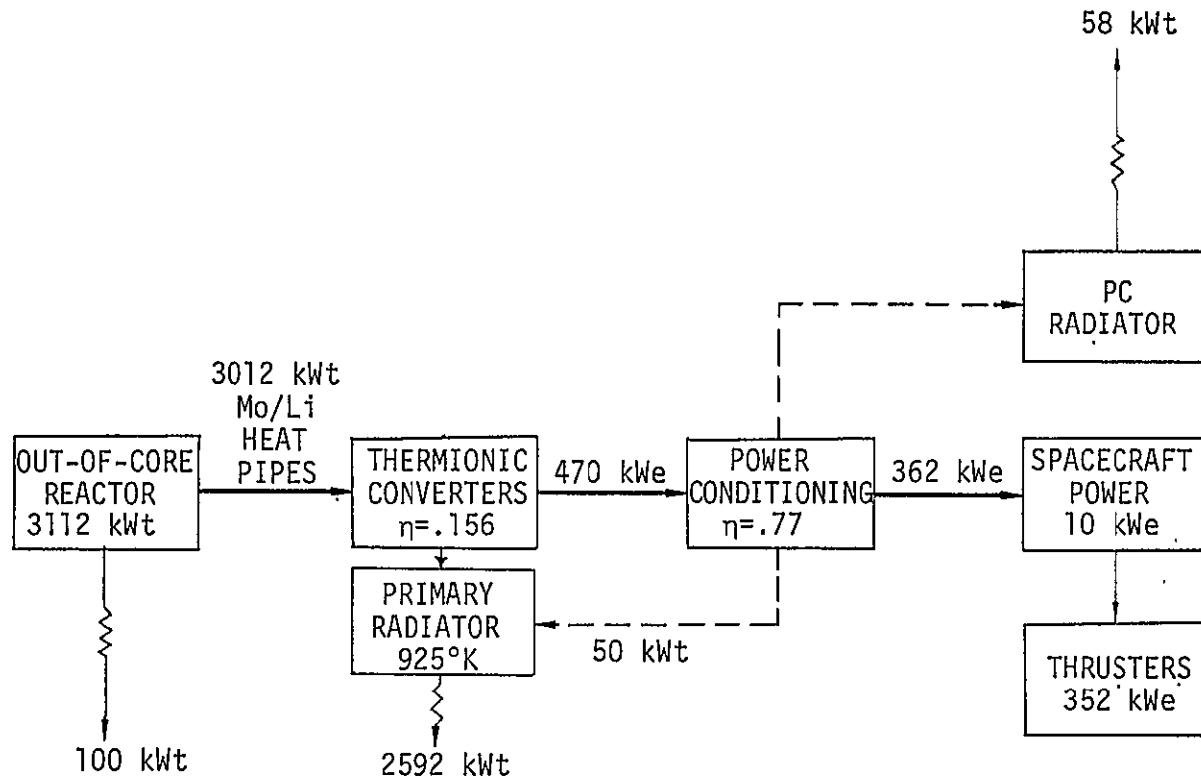 58 kWt
PC
RADIATOR
3012 kWt
Mo/Li
HEAT
PIPES
OUT-OF-CORE
REACTOR
3112 kWt
THERMIONIC
CONVERTERS
η=.156
470 kWe
POWER
CONDITIONING
η=.77
362 kWe
SPACECRAFT
POWER
10 kWe
PRIMARY
RADIATOR
925°K
50 kWt
THRUSTERS
352 kWe
100 kWt
2592 kWt